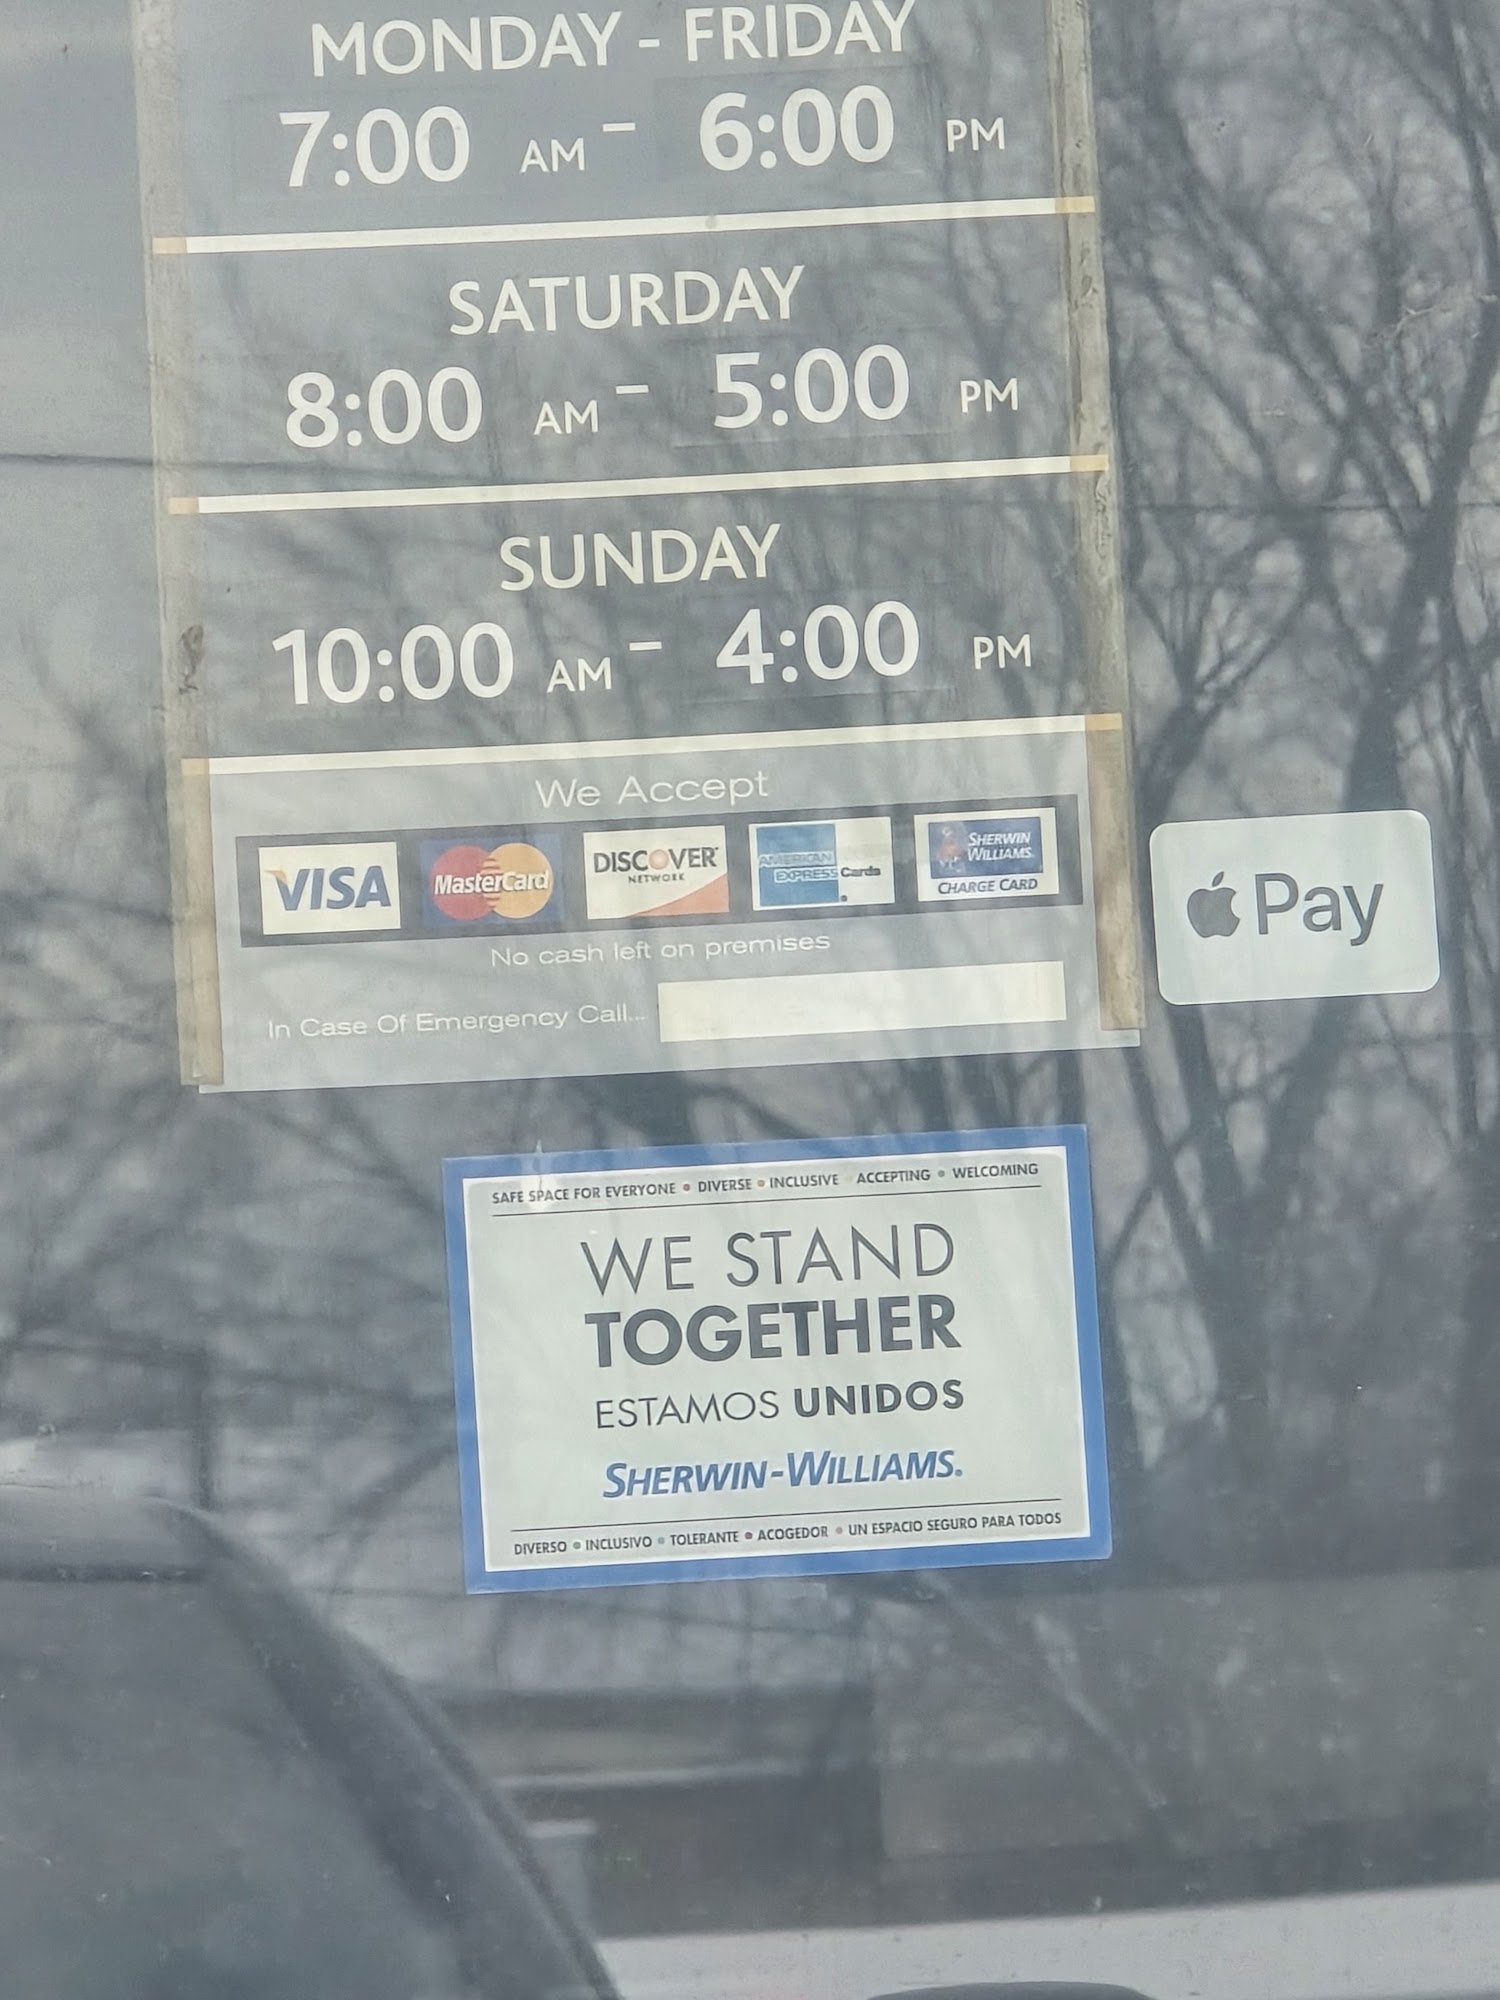 MONDAY - FRIDAY
7:00 AM - 6:00 PM
SATURDAY
8:00 AM - 5:00 PM
SUNDAY
10:00 AM - 4:00 PM
We Accept
VISA
MasterCard
DISCOVER
NETWORK
AMERICAN
EXPRESS Cards
SHERWIN
WILLIAMS
CHARGE CARD
Pay
No cash left on premises
In Case Of Emergency Call...
SAFE SPACE FOR EVERYONE • DIVERSE • INCLUSIVE • ACCEPTING • WELCOMING
WE STAND
TOGETHER
ESTAMOS UNIDOS
SHERWIN-WILLIAMS.
DIVERSO • INCLUSIVO • TOLERANTE • ACOGEDOR • UN ESPACIO SEGURO PARA TODOS